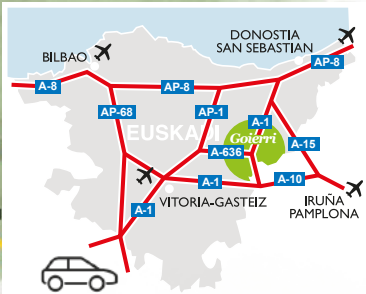 DONOSTIA
SAN SEBASTIAN
BILBAO
AP-8
A-8
AP-8
AP-68
AP-1
A-1
EUSKADI
Goierri
A-15
A-636
A-1
A-10
A-1
VITORIA-GASTEIZ
IRUÑA
PAMPLONA